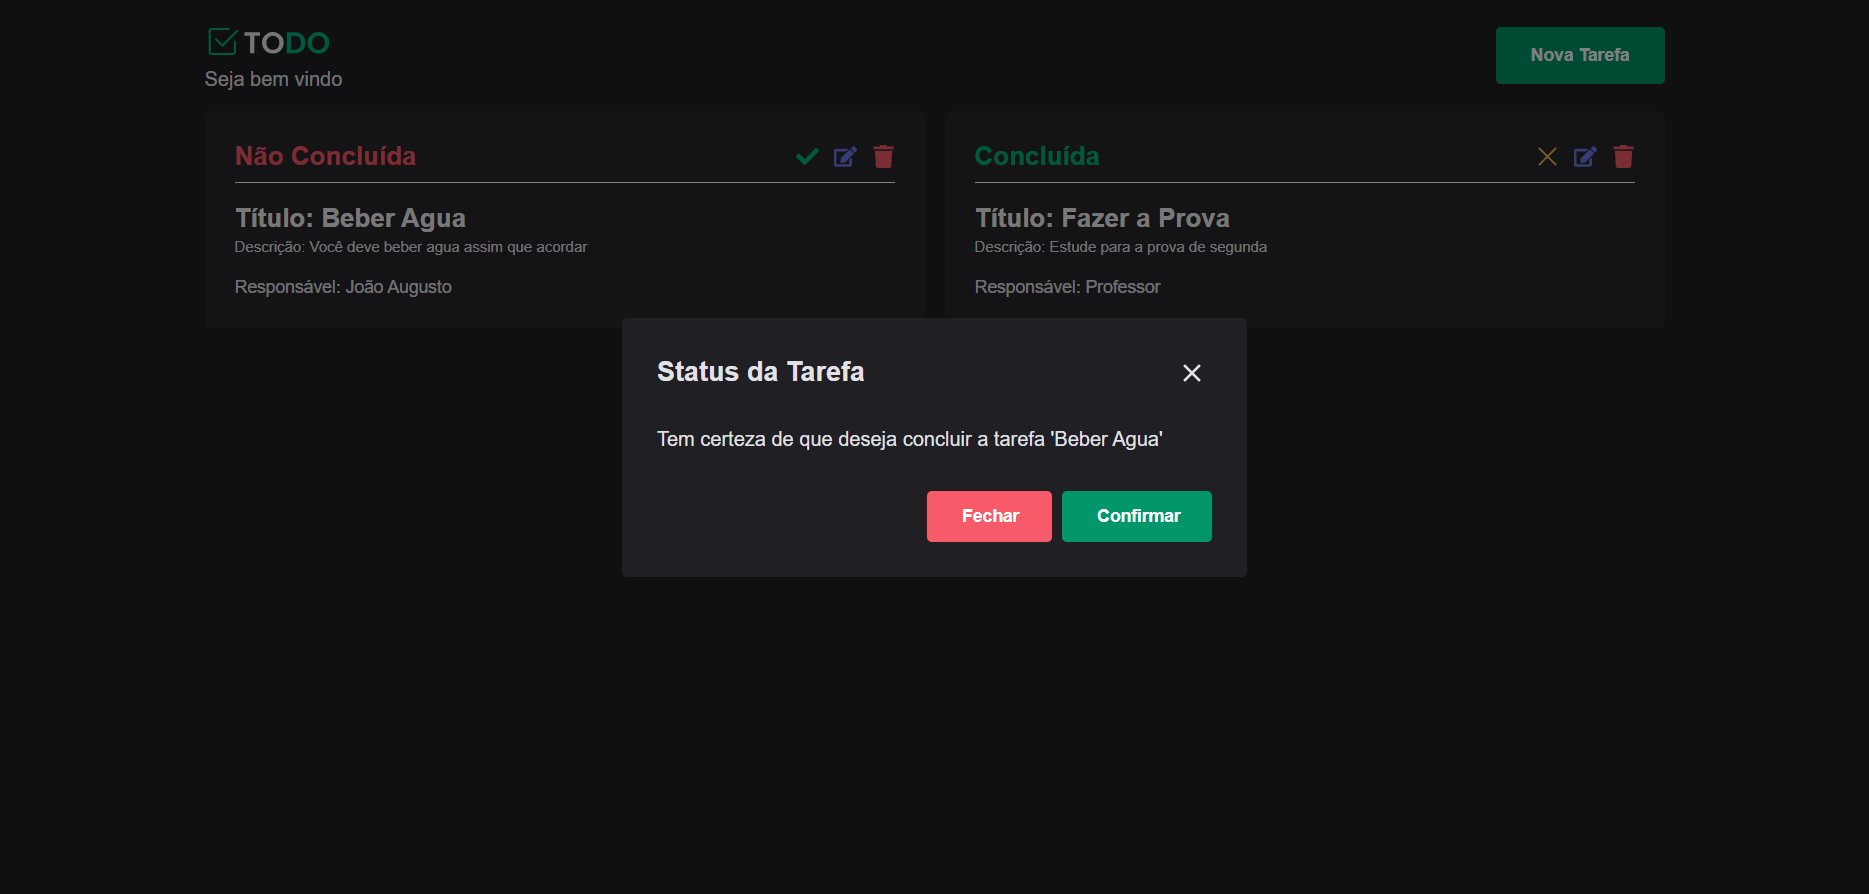 TODO
Seja bem vindo
Nova Tarefa
Não Concluída
Título: Beber Agua
Descrição: Você deve beber agua assim que acordar
Responsável: João Augusto
Concluída
Título: Fazer a Prova
Descrição: Estude para a prova de segunda
Responsável: Professor
Status da Tarefa
Tem certeza de que deseja concluir a tarefa 'Beber Agua'
Fechar
Confirmar